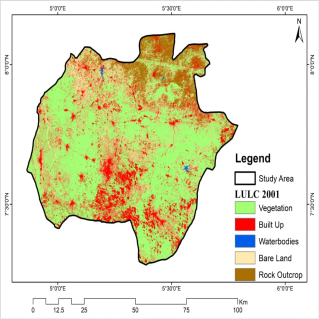 5°0'0"E 5°30'0"E 6°0'0"E
N
8°0'0"N 8°0'0"N
Legend
Study Area
LULC 2001
Vegetation
Built Up
Waterbodies
Bare Land
Rock Outcrop
7°30'0"N 7°30'0"N
5°0'0"E 5°30'0"E 6°0'0"E
0 12.5 25 50 75 100
Km